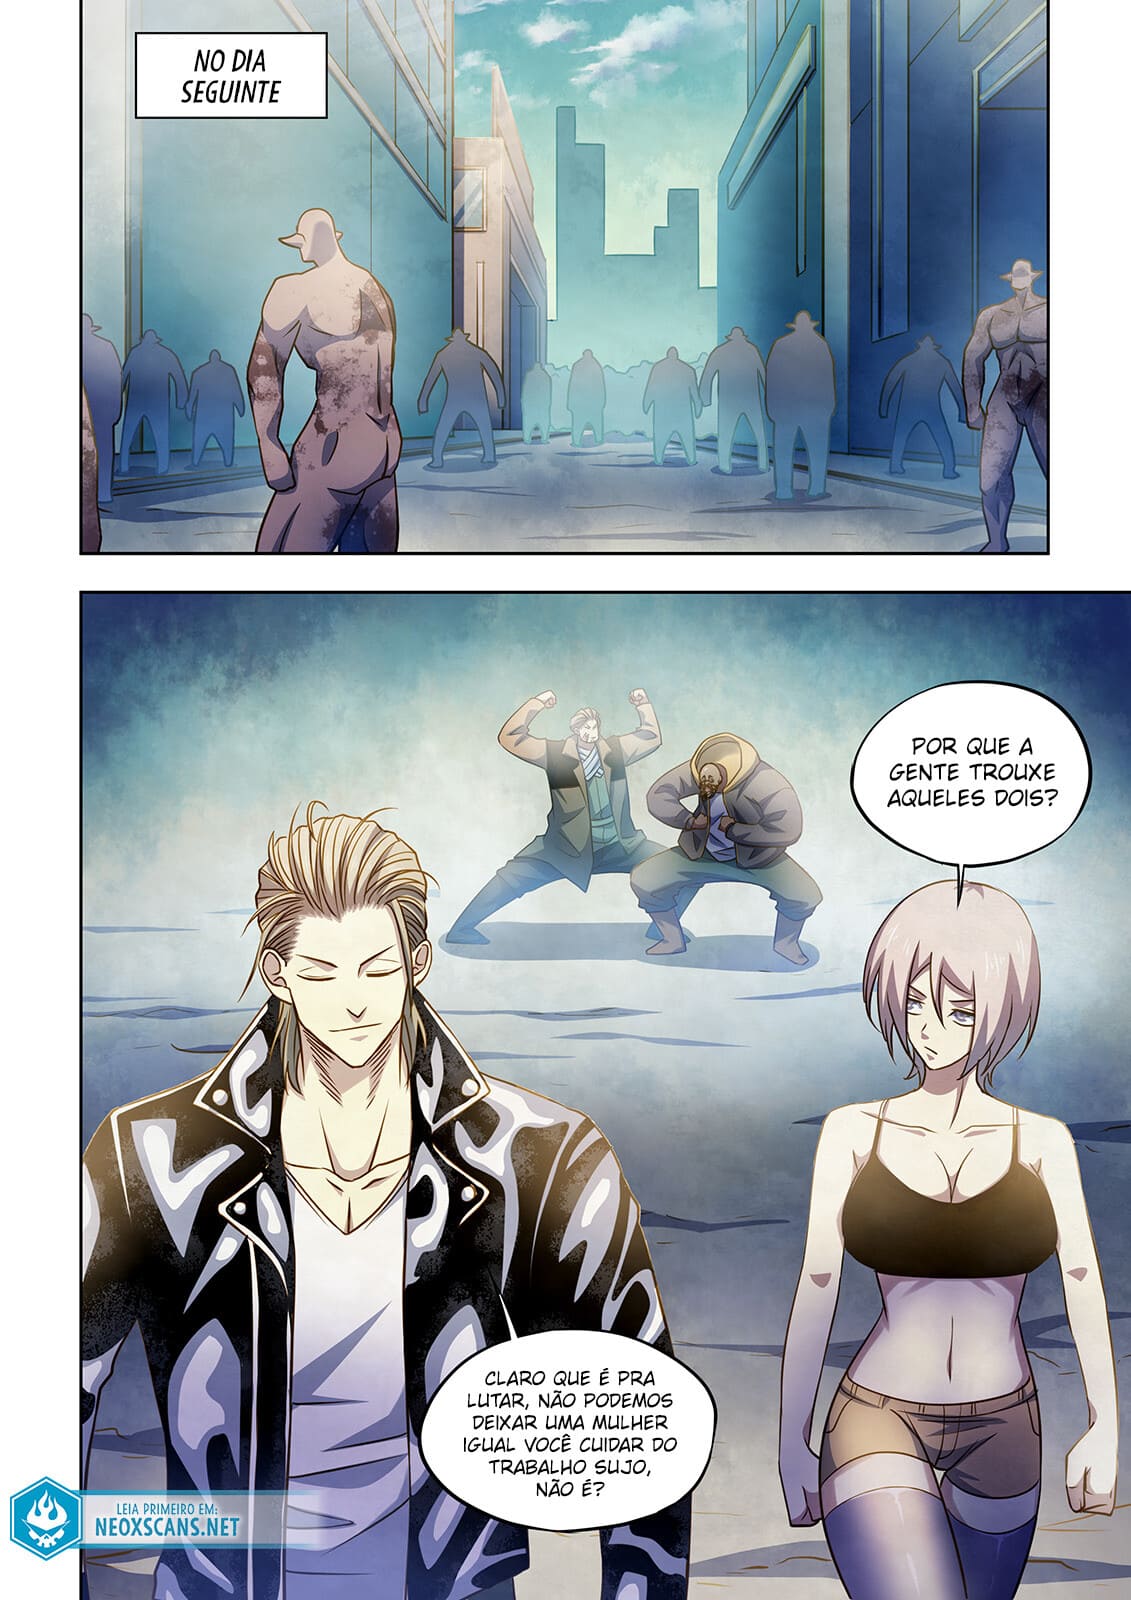 NO DIA
SEGUINTE
POR QUE A
GENTE TROUXE
AQUELES DOIS?
CLARO QUE É PRA
LUTAR, NÃO PODEMOS
DEIXAR UMA MULHER
IGUAL VOCÊ CUIDAR DO
TRABALHO SUJO,
NÃO É?
LEIA PRIMEIRO EM:
NEOXSCANS.NET